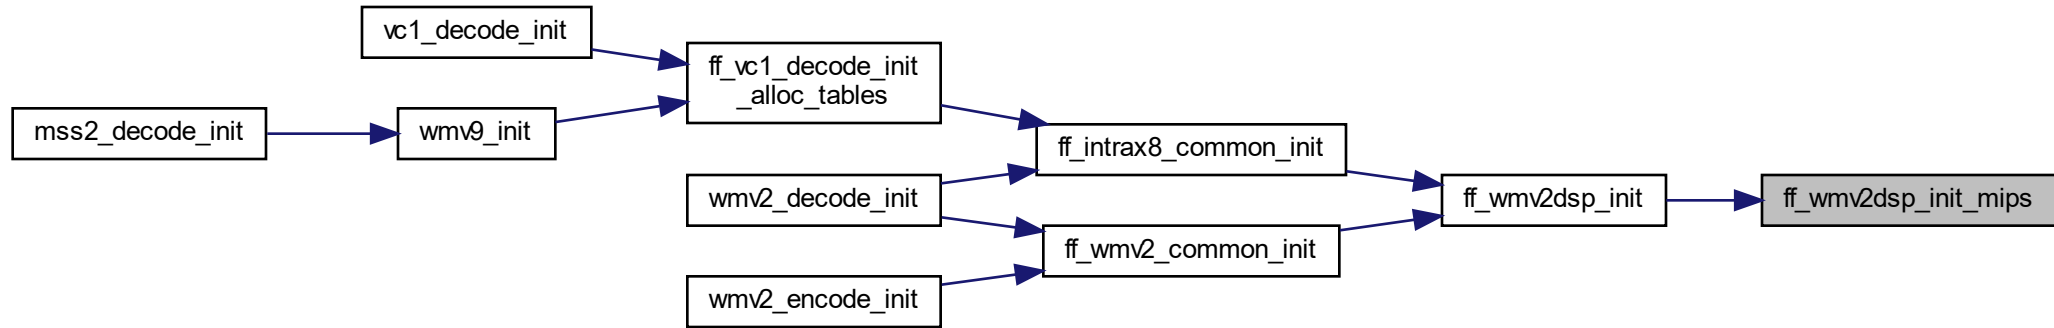 vc1_decode_init
ff_vc1_decode_init
_alloc_tables
mss2_decode_init
wmv9_init
ff_intrax8_common_init
wmv2_decode_init
ff_wmv2dsp_init
ff_wmv2dsp_init_mips
ff_wmv2_common_init
wmv2_encode_init